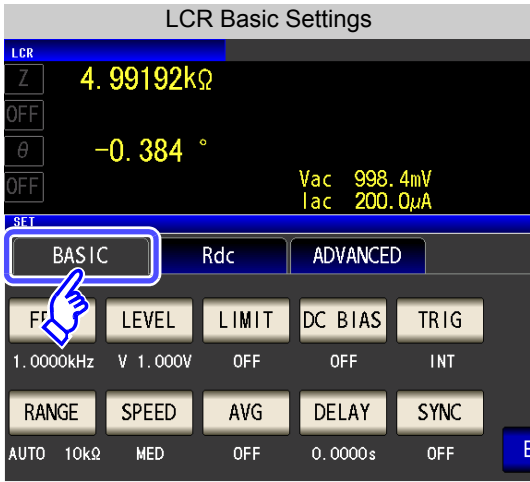 LCR Basic Settings
LCR
Z 4.99192kΩ
OFF
θ -0.384 °
OFF
Vac 998.4mV
Iac 200.0μA
SET
BASIC Rdc ADVANCED
LEVEL LIMIT DC BIAS TRIG
1.0000kHz V 1.000V OFF OFF INT
RANGE SPEED AVG DELAY SYNC
AUTO 10kΩ MED OFF 0.0000s OFF